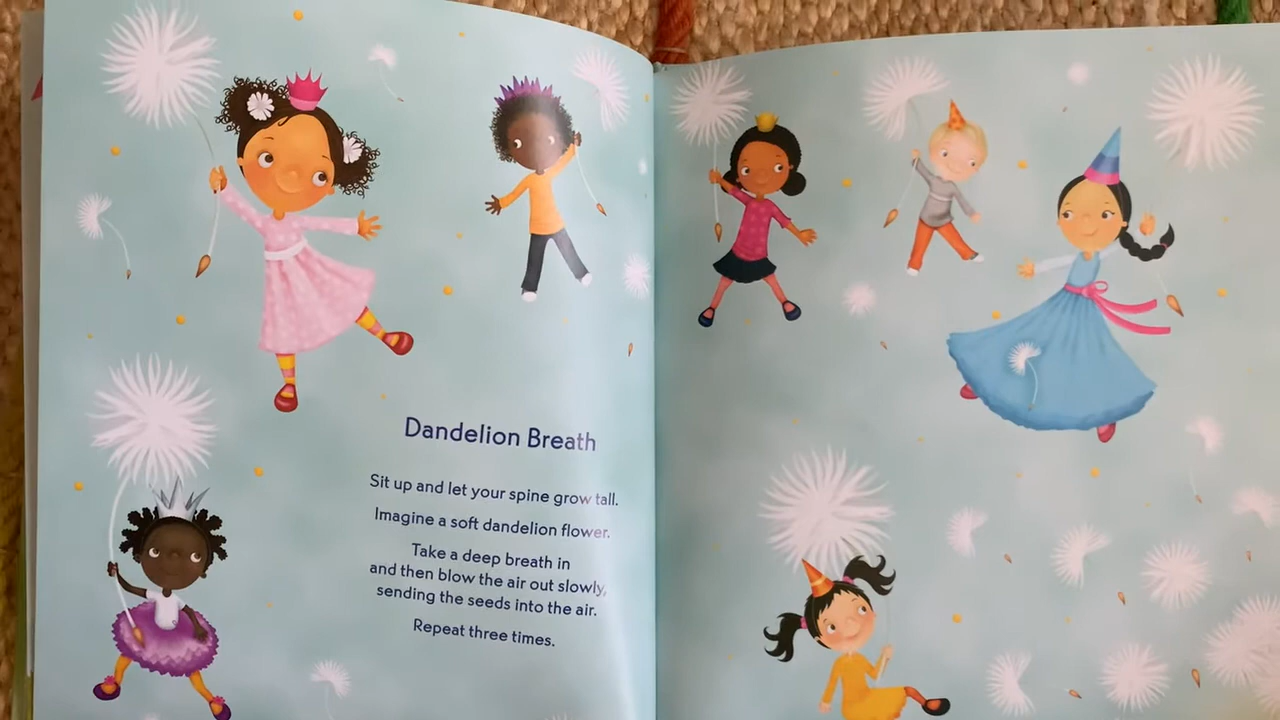 Dandelion Breath
Sit up and let your spine grow tall.
Imagine a soft dandelion flower.
Take a deep breath in
and then blow the air out slowly,
sending the seeds into the air.
Repeat three times.